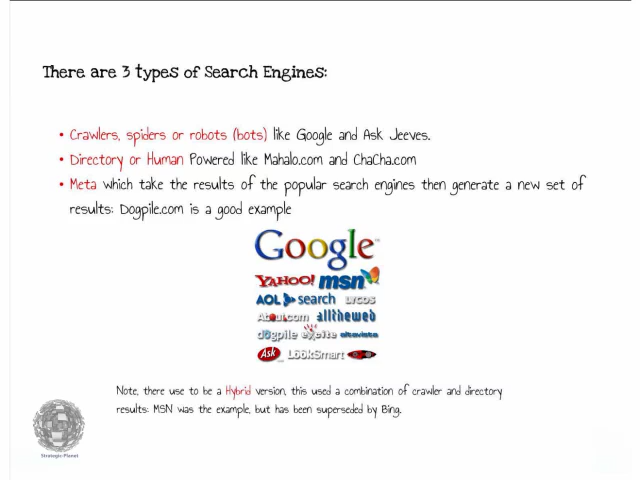 There are 3 types of Search Engines:
• Crawlers, spiders or robots (bots) like Google and Ask Jeeves.
• Directory or Human Powered like Mahalo.com and ChaCha.com
• Meta which take the results of the popular search engines then generate a new set of
results: Dogpile.com is a good example
Google
YAHOO! msn
AOL search LYCOS
About.com alltheweb
dogpile excite altavista
Ask LookSmart
Note, there use to be a Hybrid version, this used a combination of crawler and directory
results: MSN was the example, but has been superseded by Bing.
Strategic-Planet